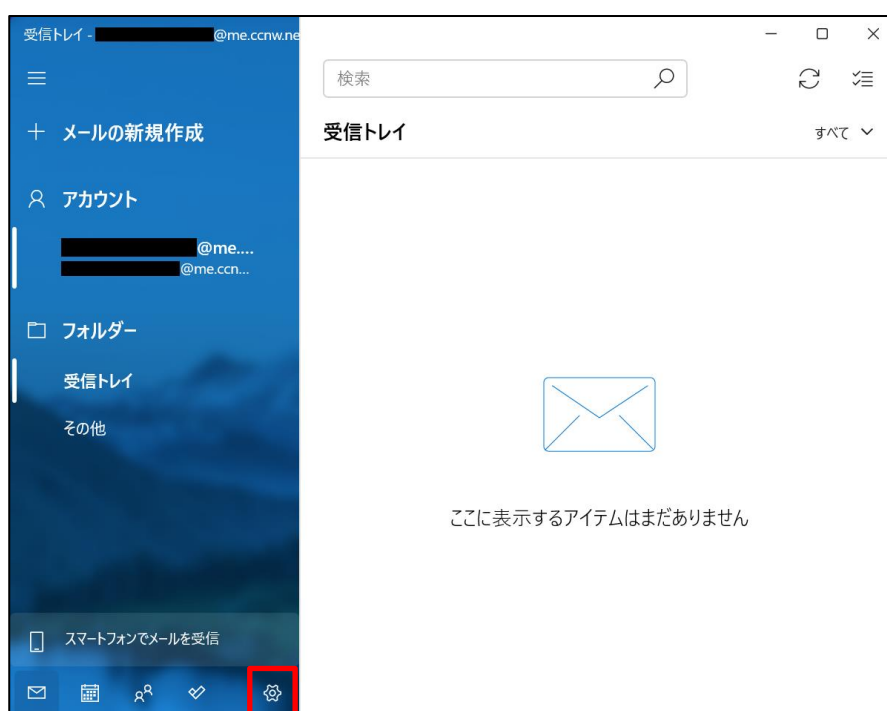 受信トレイ - @me.ccnw.ne
検索
メールの新規作成
受信トレイ
すべて
アカウント
@me....
@me.ccn...
フォルダー
受信トレイ
その他
ここに表示するアイテムはまだありません
スマートフォンでメールを受信